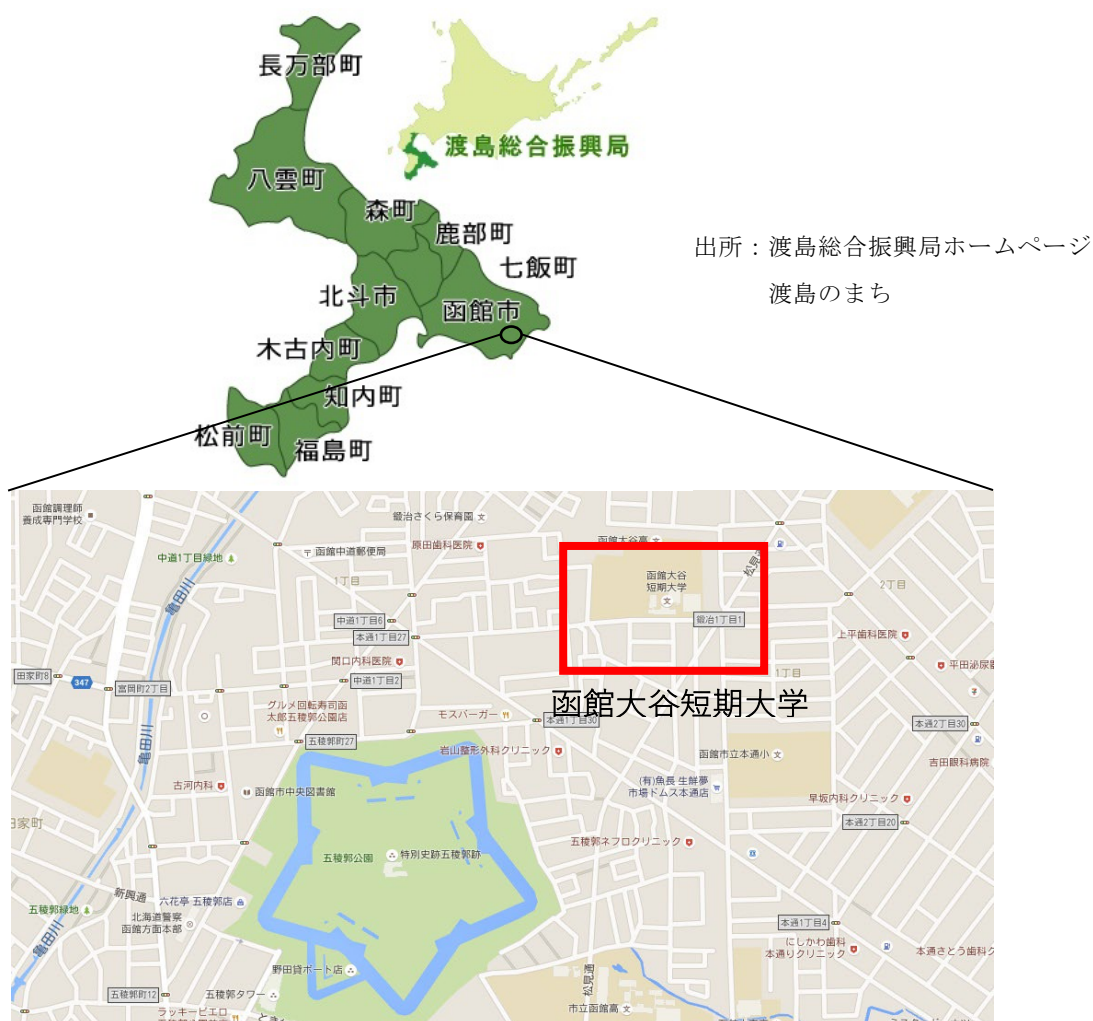 長万部町
渡島総合振興局
八雲町
森町
鹿部町
七飯町
出所：渡島総合振興局ホームページ
渡島のまち
北斗市
函館市
木古内町
知内町
松前町
福島町
函館調理師
養成専門学校
鍛治さくら保育園
中道1丁目緑地
函館中道郵便局
原田歯科医院
函館大谷高
亀田川
1丁目
函館大谷
短期大学
2丁目
中道1丁目6
本通1丁目27
鍛治1丁目1
上平歯科医院
関口内科医院
中道1丁目2
田家町8
347
富岡町2丁目
1丁目
函館大谷短期大学
グルメ回転寿司函
太郎五稜郭公園店
モスバーガー
本通1丁目30
本通2丁目30
亀田川
五稜郭町27
岩山整形外科クリニック
函館市立本通小
吉田眼科病院
古河内科
函館市中央図書館
(有)魚長 生鮮夢
市場ドムス本通店
早坂内科クリニック
本通2丁目20
五稜郭公園
特別史跡五稜郭跡
五稜郭ネフロクリニック
新興通
六花亭 五稜郭店
五稜郭緑地
北海道警察
函館方面本部
本通1丁目4
にしかわ歯科
本通りクリニック
亀田川
野田貸ボート店
松見通
五稜郭町12
五稜郭タワー
市立函館高
ラッキーピエロ